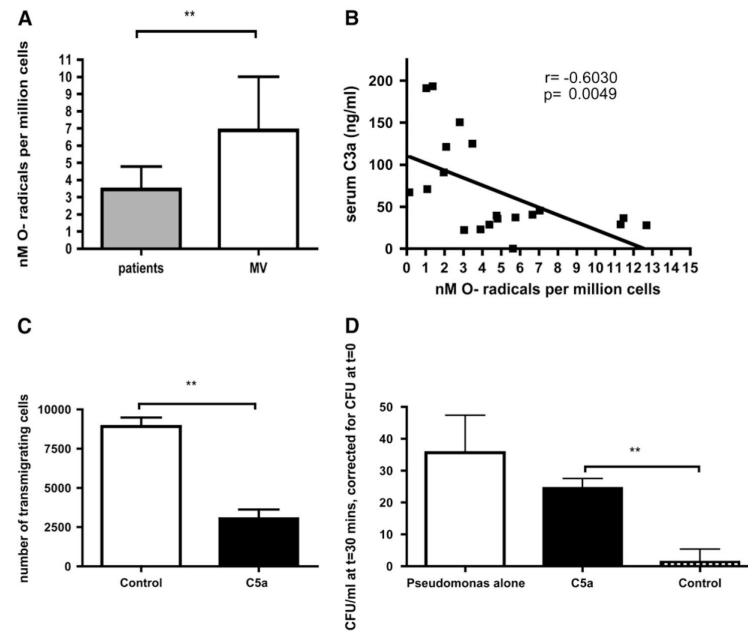 A
**
nM O- radicals per million cells
11
10
9
8
7
6
5
4
3
2
1
0
patients
MV
B
r= -0.6030
p= 0.0049
serum C3a (ng/ml)
200
150
100
50
0
0 1 2 3 4 5 6 7 8 9 10 11 12 13 14 15
nM O- radicals per million cells
C
**
number of transmigrating cells
10000
7500
5000
2500
0
Control
C5a
D
**
CFU/ml at t=30 mins, corrected for CFU at t=0
50
40
30
20
10
0
Pseudomonas alone
C5a
Control